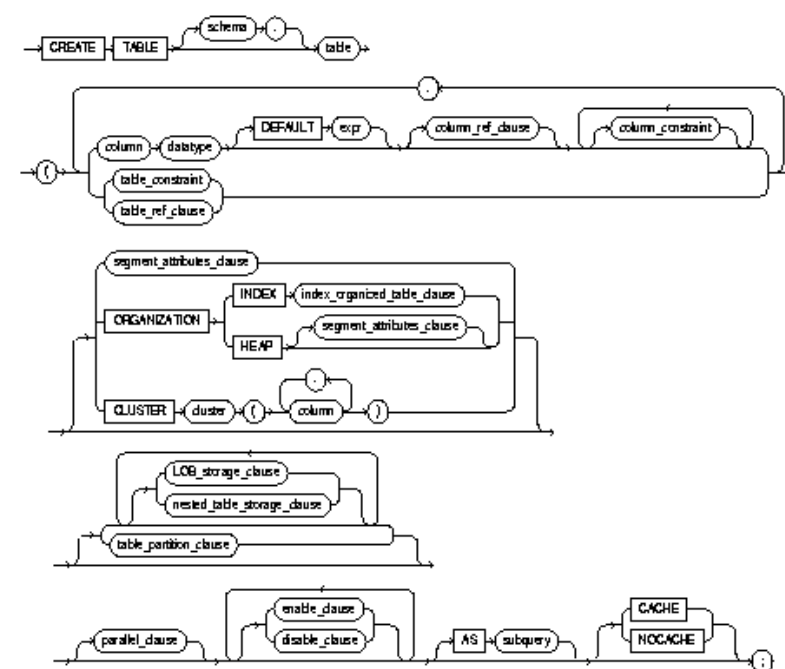 schema .
CREATE TABLE table
,
DEFAULT expr column_ref_clause column_constraint
column datatype
(
table_constraint
table_ref_clause
segment_attributes_clause
INDEX index_organized_table_clause
ORGANIZATION
segment_attributes_clause
HEAP
,
CLUSTER cluster ( column )
LOB_storage_clause
nested_table_storage_clause
table_partition_clause
enable_clause CACHE
parallel_clause disable_clause AS subquery NOCACHE
;